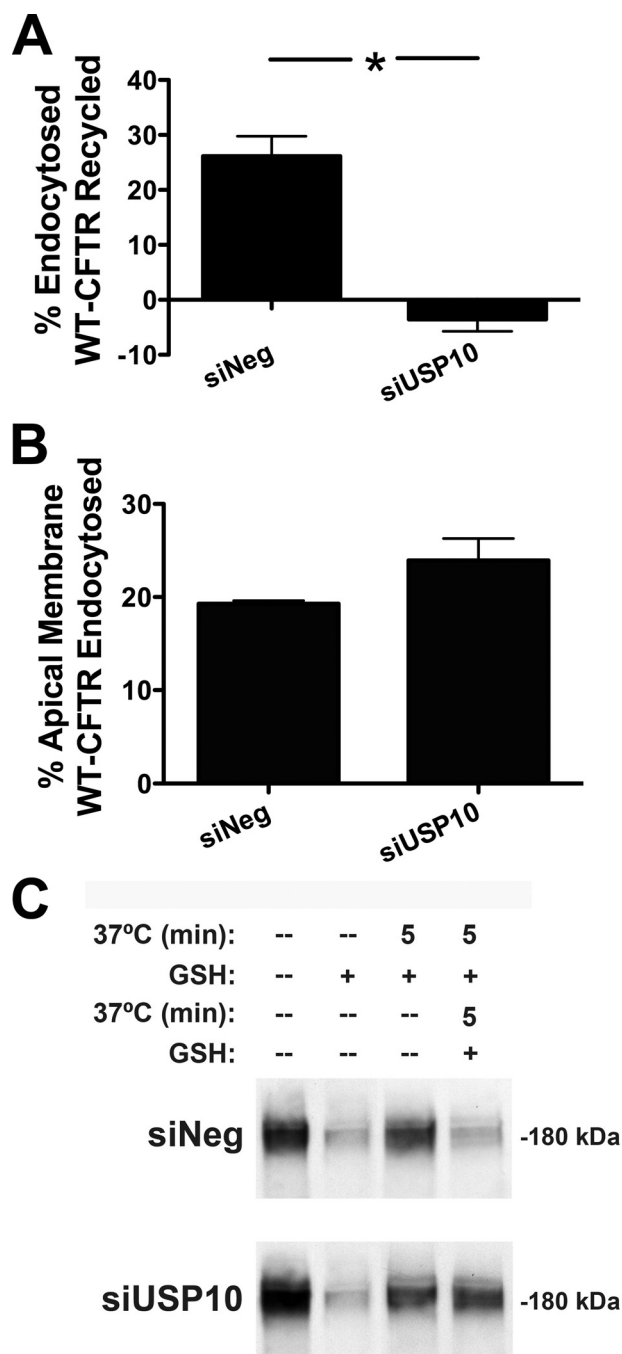 A
% Endocytosed
WT-CFTR Recycled
40
30
20
10
0
-10
*
siNeg
siUSP10
B
% Apical Membrane
WT-CFTR Endocytosed
30
20
10
0
siNeg
siUSP10
C
37ºC (min): -- -- 5 5
GSH: -- + + +
37ºC (min): -- -- -- 5
GSH: -- -- -- +
siNeg -180 kDa
siUSP10 -180 kDa